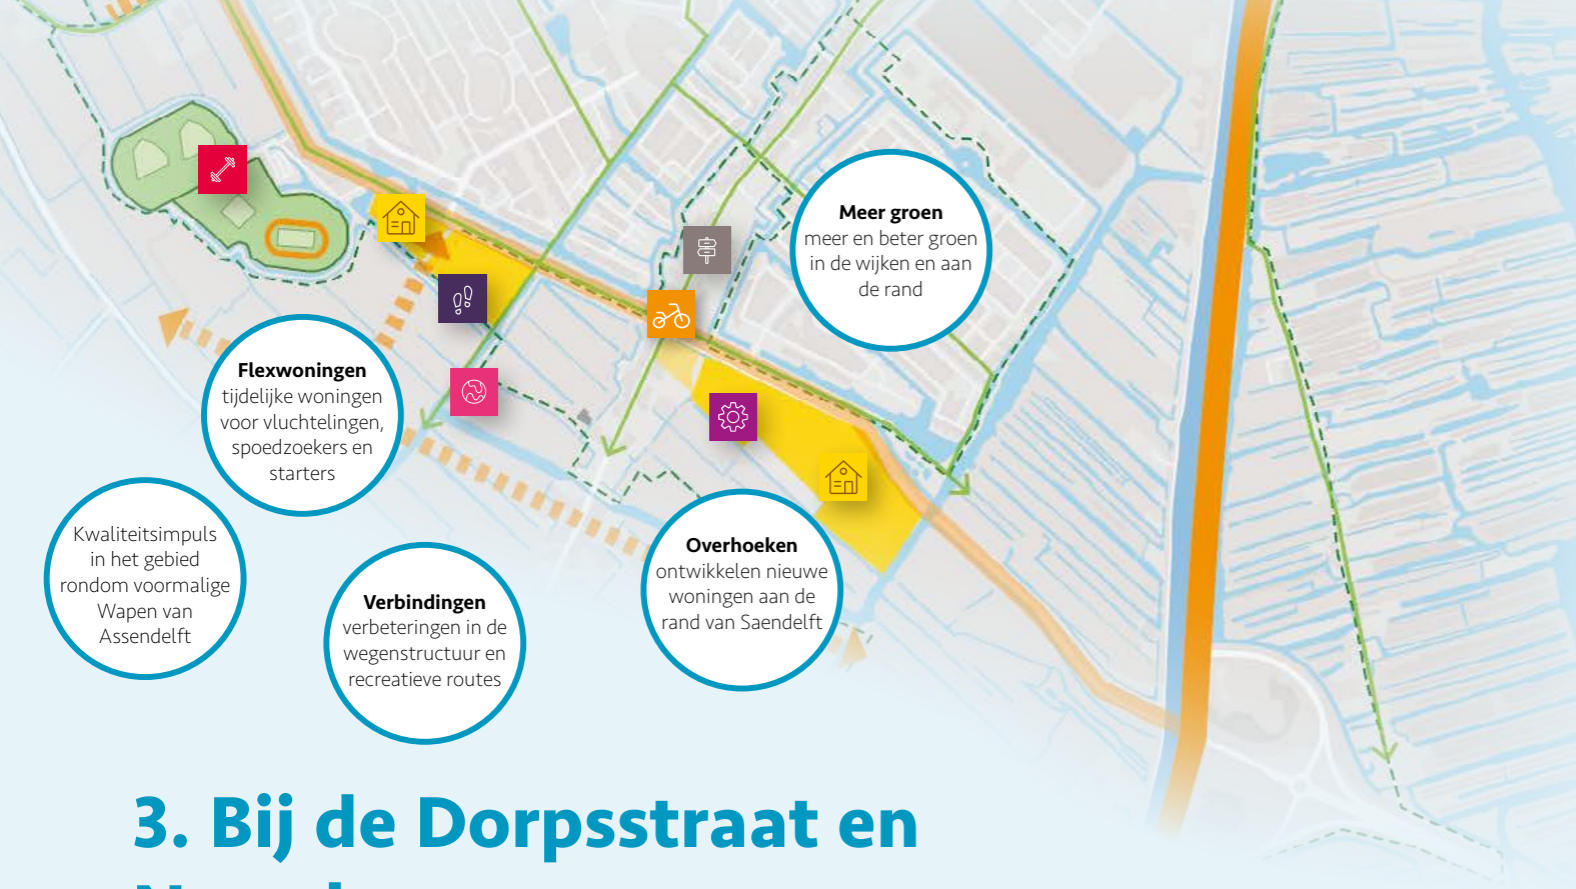 Meer groen
meer en beter groen
in de wijken en aan
de rand
Flexwoningen
tijdelijke woningen
voor vluchtelingen,
spoedzoekers en
starters
Kwaliteitsimpuls
in het gebied
rondom voormalige
Wapen van
Assendelft
Verbindingen
verbeteringen in de
wegenstructuur en
recreatieve routes
Overhoeken
ontwikkelen nieuwe
woningen aan de
rand van Saendelft
3. Bij de Dorpsstraat en